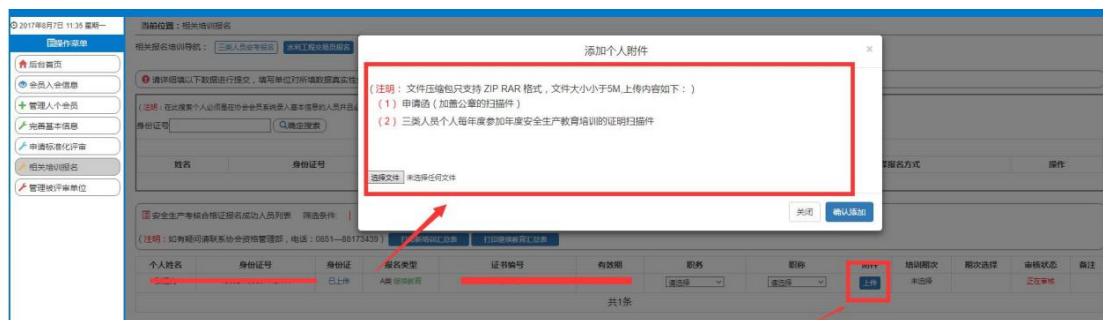 2017年8月7日 11:35 星期一
当前位置：相关培训报名
操作菜单
后台首页
会员入会信息
管理人个会员
完善基本信息
申请标准化评审
相关培训报名
管理被评审单位
相关报名培训导航：
三类人员安考报名
水利工程交易员报名
请详细填以下数据进行提交，填写单位对所填数据真实性
身份证号
确定搜索
姓名
身份证号
报名方式
操作
添加个人附件
×
（注明： 文件压缩包只支持 ZIP RAR 格式，文件大小小于5M,上传内容如下：）
（1）申请函（加盖公章的扫描件）
（2）三类人员个人每年度参加年度安全生产教育培训的证明扫描件
选择文件 未选择任何文件
关闭
确认添加
安全生产考核合格证报名成功人员列表 筛选条件：
（注明：如有疑问请联系协会资格管理部，电话：0851—88173439）
打印继续教育汇总表
个人姓名 身份证号 身份证 报名类型 证书编号 有效期 职务 职称 附件 培训期次 期次选择 审核状态 备注
已上传 A类 继续教育 请选择 请选择 上传 未选择 正在审核
共1条